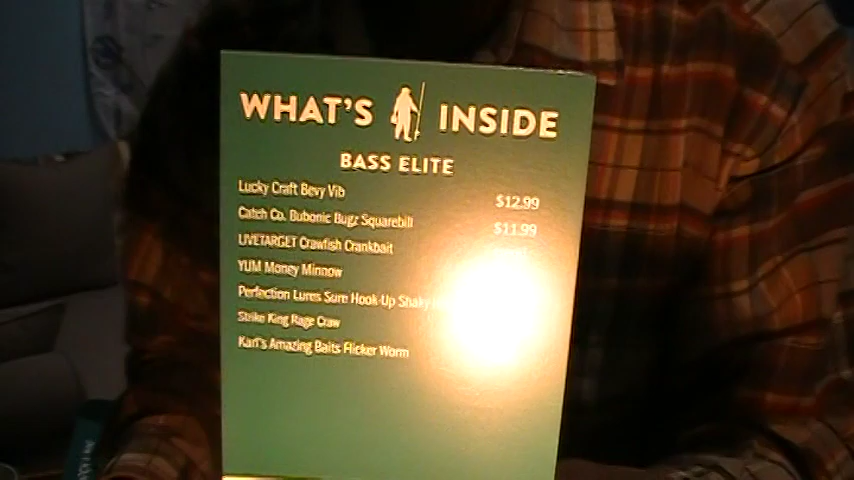 WHAT'S INSIDE
BASS ELITE
Lucky Craft Bevy Vib $12.99
Catch Co. Bubonic Bugz Squarebill $11.99
LIVETARGET Crawfish Crankbait
YUM Money Minnow
Perfection Lures Sure Hook-Up Shaky
Strike King Rage Craw
Karl's Amazing Baits Flicker Worm